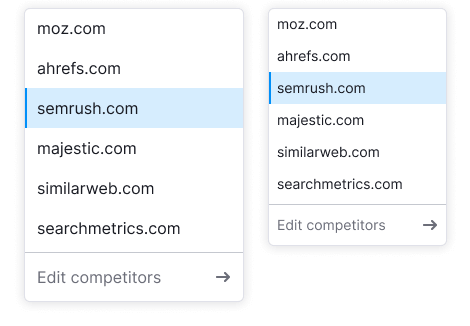 moz.com
ahrefs.com
semrush.com
majestic.com
similarweb.com
searchmetrics.com
Edit competitors
moz.com
ahrefs.com
semrush.com
majestic.com
similarweb.com
searchmetrics.com
Edit competitors